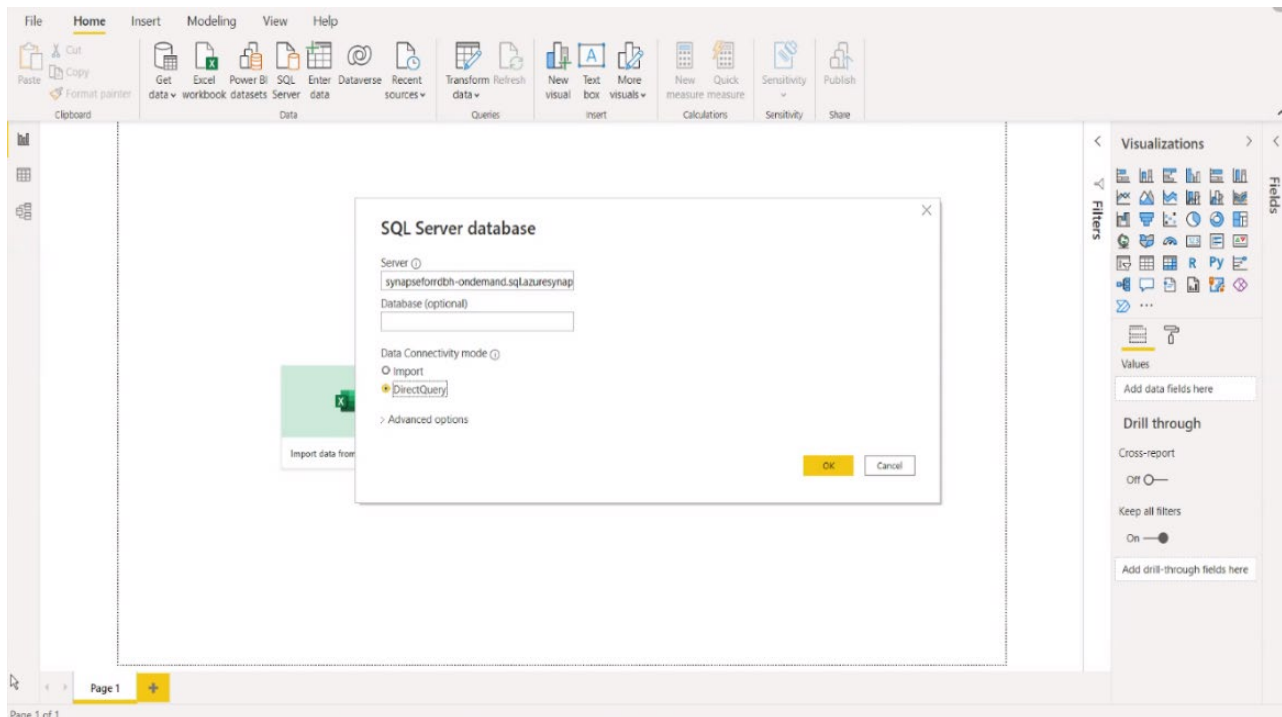 File Home Insert Modeling View Help
Paste
Cut
Copy
Format painter
Clipboard
Get data
Excel workbook
Power BI datasets
SQL Server
Enter data
Dataverse
Recent sources
Data
Transform data
Refresh
Queries
New visual
Text box
More visuals
Insert
New measure
Quick measure
Calculations
Sensitivity
Sensitivity
Publish
Share
SQL Server database
Server
synapseforrdbh-ondemand.sql.azuresynap
Database (optional)
Data Connectivity mode
Import
DirectQuery
Advanced options
OK
Cancel
Import data from
Filters
Visualizations
R Py
123
Values
Add data fields here
Drill through
Cross-report
Off
Keep all filters
On
Add drill-through fields here
Fields
Page 1
Page 1 of 1